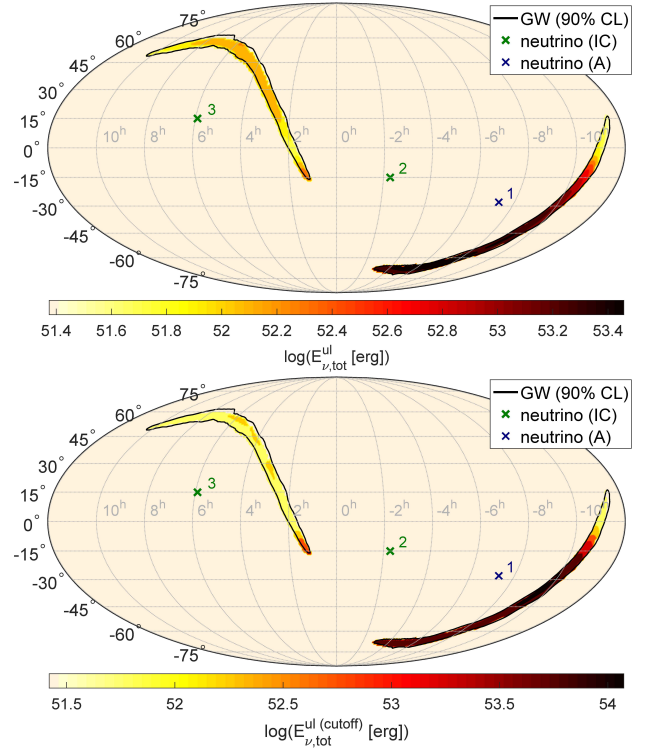 75°
60°
45°
30°
15°
0°
-15°
-30°
-45°
-60°
-75°
10h 8h 6h 4h 2h 0h -2h -4h -6h -8h -10h
GW (90% CL)
neutrino (IC)
neutrino (A)
3
2
1
51.4 51.6 51.8 52 52.2 52.4 52.6 52.8 53 53.2 53.4
log(E^ul_ν,tot [erg])
75°
60°
45°
30°
15°
0°
-15°
-30°
-45°
-60°
-75°
10h 8h 6h 4h 2h 0h -2h -4h -6h -8h -10h
GW (90% CL)
neutrino (IC)
neutrino (A)
3
2
1
51.5 52 52.5 53 53.5 54
log(E^ul (cutoff)_ν,tot [erg])